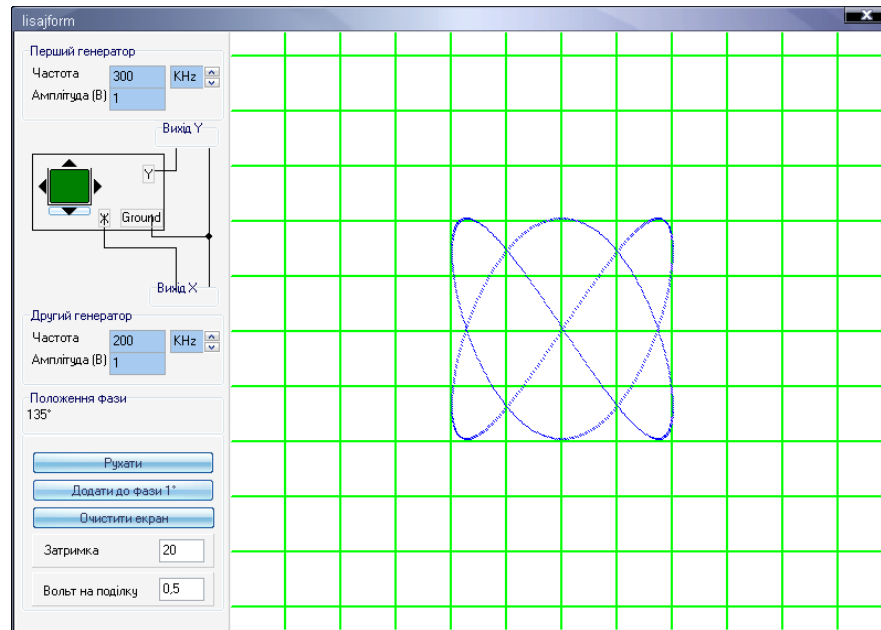 lisajform
Перший генератор
Частота 300 KHz
Амплітуда (В) 1
Вихід Y
Y
X Ground
Вихід X
Другий генератор
Частота 200 KHz
Амплітуда (В) 1
Положення фази
135°
Рухати
Додати до фази 1°
Очистити екран
Затримка 20
Вольт на поділку 0,5